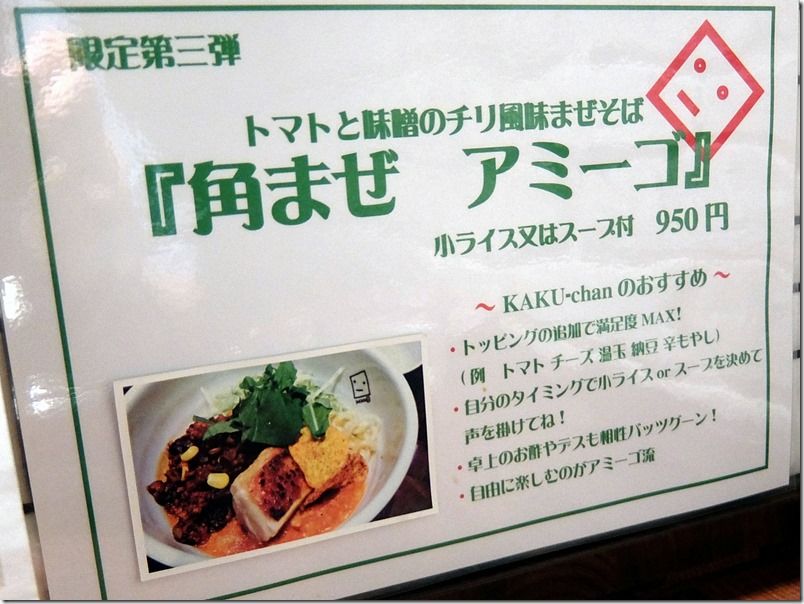 限定第三弾
トマトと味噌のチリ風味まぜそば
『角まぜ　アミーゴ』
小ライス又はスープ付　950円
～ KAKU-chan のおすすめ ～
・トッピングの追加で満足度 MAX！
（例　トマト チーズ 温玉 納豆 辛もやし）
・自分のタイミングで小ライス or スープを決めて
声を掛けてね！
・卓上のお酢やデスも相性バッツグーン！
・自由に楽しむのがアミーゴ流